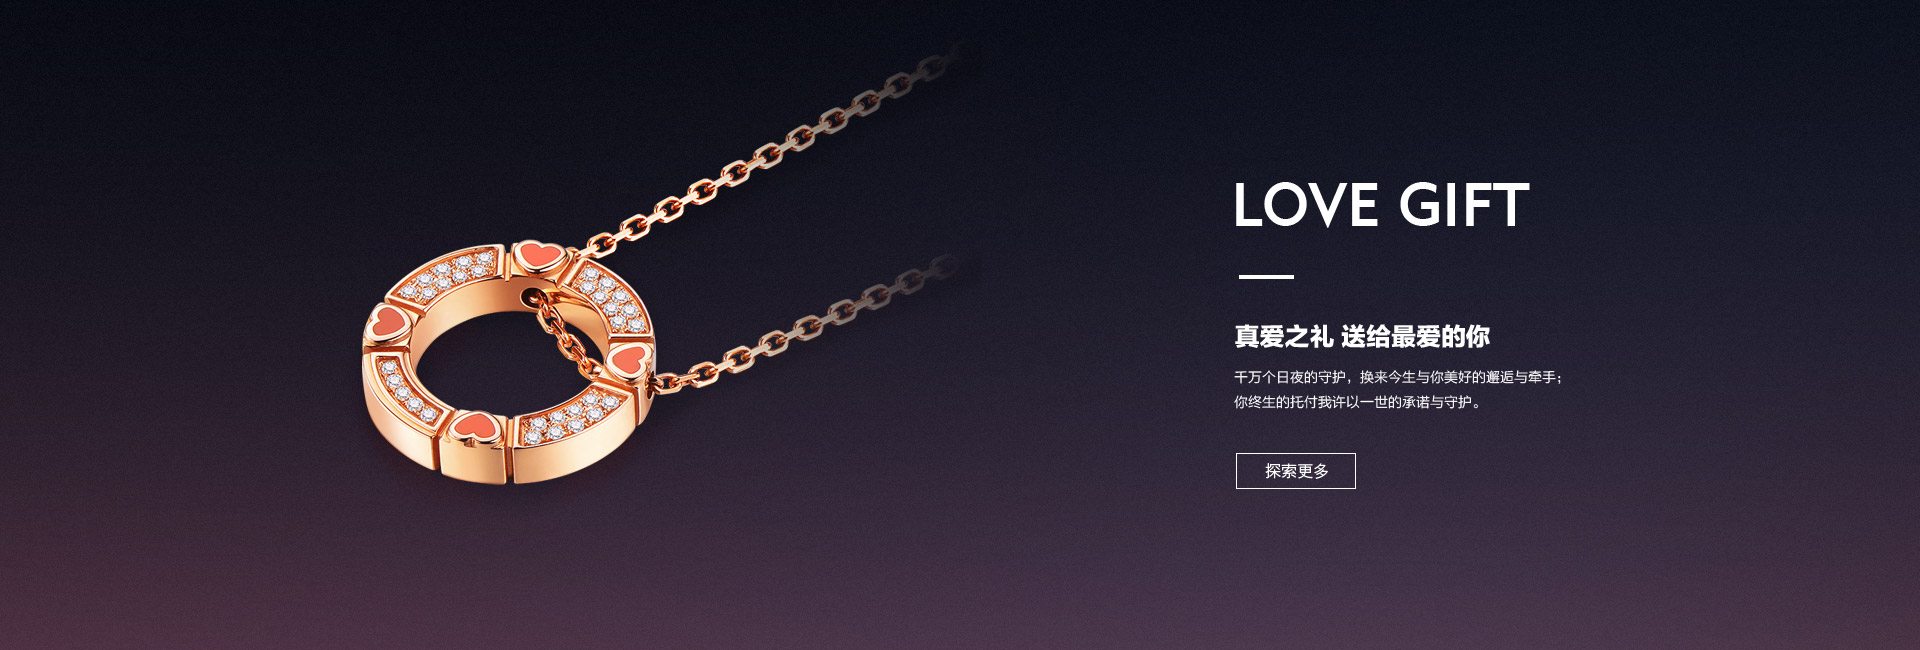 LOVE GIFT
真爱之礼 送给最爱的你
千万个日夜的守护，换来今生与你美好的邂逅与牵手；
你终生的托付我许以一世的承诺与守护。
探索更多